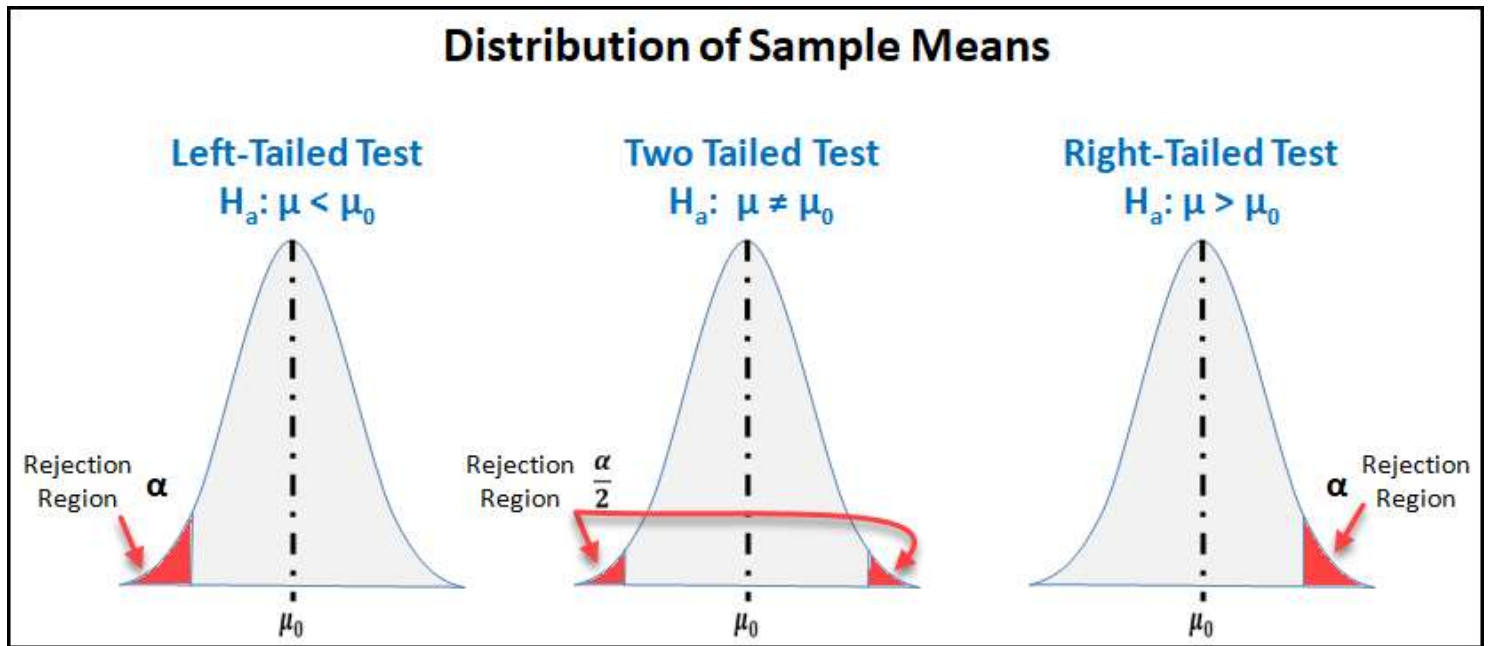 Distribution of Sample Means
Left-Tailed Test
Hₐ: μ < μ₀
Two Tailed Test
Hₐ: μ ≠ μ₀
Right-Tailed Test
Hₐ: μ > μ₀
Rejection
Region
α
Rejection
Region
α
2
α
Rejection
Region
μ₀
μ₀
μ₀